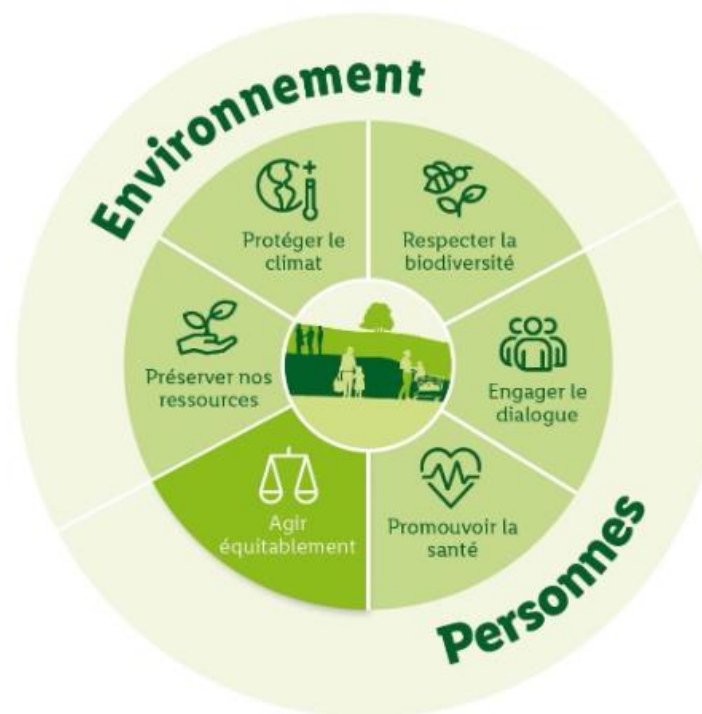 Environnement
Protéger le
climat
Respecter la
biodiversité
Préserver nos
ressources
Engager le
dialogue
Agir
équitablement
Promouvoir la
santé
Personnes